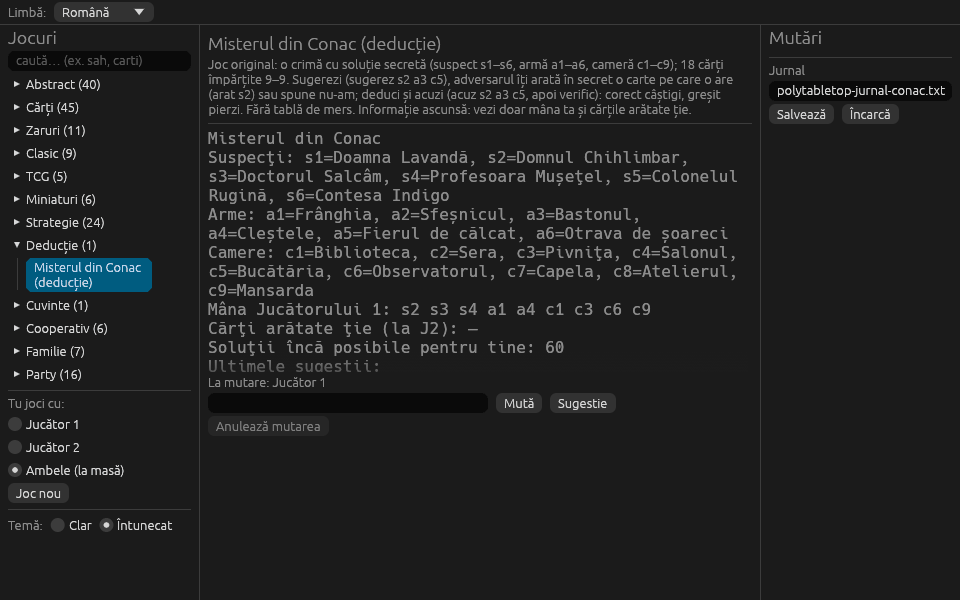 Limbă: Română
Jocuri
caută... (ex. sah, carti)
Abstract (40)
Cărți (45)
Zaruri (11)
Clasic (9)
TCG (5)
Miniaturi (6)
Strategie (24)
Deducție (1)
Misterul din Conac
(deducție)
Cuvinte (1)
Cooperativ (6)
Familie (7)
Party (16)
Tu joci cu:
Jucător 1
Jucător 2
Ambele (la masă)
Joc nou
Temă: Clar Întunecat
Misterul din Conac (deducție)
Joc original: o crimă cu soluție secretă (suspect s1–s6, armă a1–a6, cameră c1–c9); 18 cărți
împărțite 9–9. Sugerezi (sugerez s2 a3 c5), adversarul îți arată în secret o carte pe care o are
(arat s2) sau spune nu-am; deduci și acuzi (acuz s2 a3 c5, apoi verific): corect câștigi, greșit
pierzi. Fără tablă de mers. Informație ascunsă: vezi doar mâna ta și cărțile arătate ție.
Misterul din Conac
Suspecți: s1=Doamna Lavandă, s2=Domnul Chihlimbar,
s3=Doctorul Salcâm, s4=Profesoara Mușețel, s5=Colonelul
Rugină, s6=Contesa Indigo
Arme: a1=Frânghia, a2=Sfeșnicul, a3=Bastonul,
a4=Cleștele, a5=Fierul de călcat, a6=Otrava de șoareci
Camere: c1=Biblioteca, c2=Sera, c3=Pivnița, c4=Salonul,
c5=Bucătăria, c6=Observatorul, c7=Capela, c8=Atelierul,
c9=Mansarda
Mâna Jucătorului 1: s2 s3 s4 a1 a4 c1 c3 c6 c9
Cărți arătate ție (la J2): —
Soluții încă posibile pentru tine: 60
Ultimele sugestii:
La mutare: Jucător 1
Mută Sugestie
Anulează mutarea
Mutări
Jurnal
polytabletop-jurnal-conac.txt
Salvează Încarcă